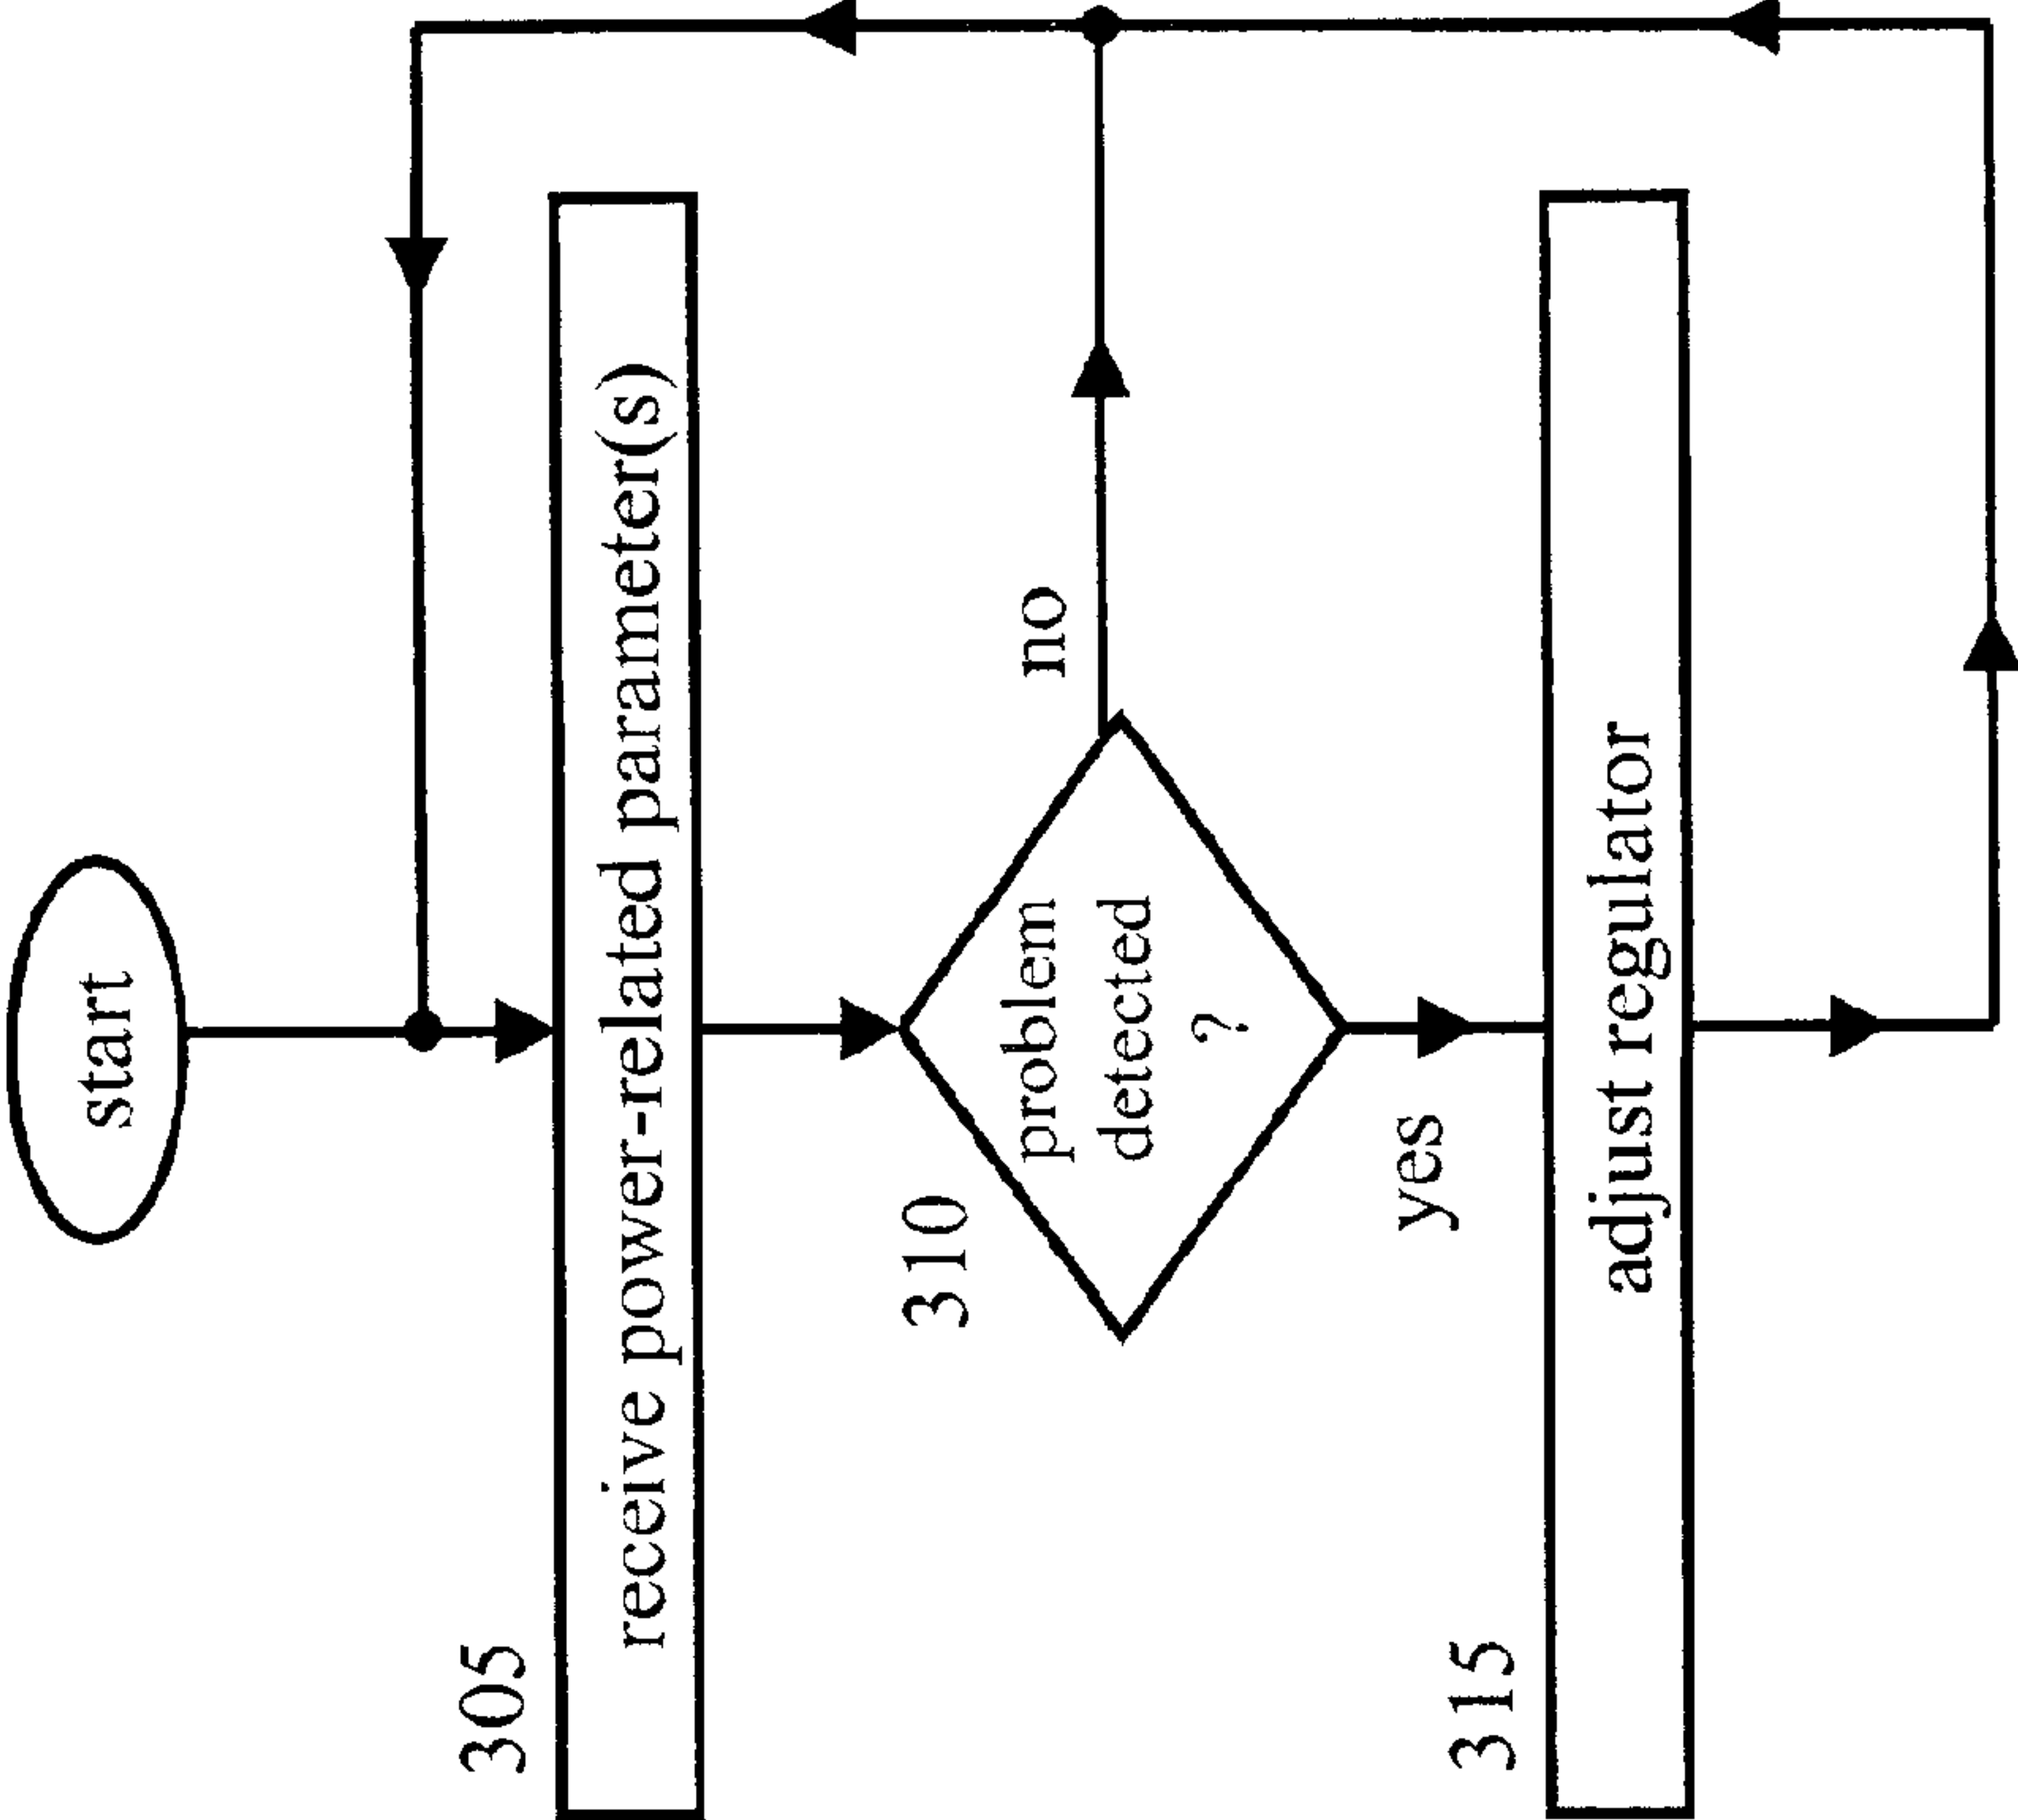 start
305
receive power-related parameter(s)
310
problem
detected
?
no
yes
315
adjust regulator